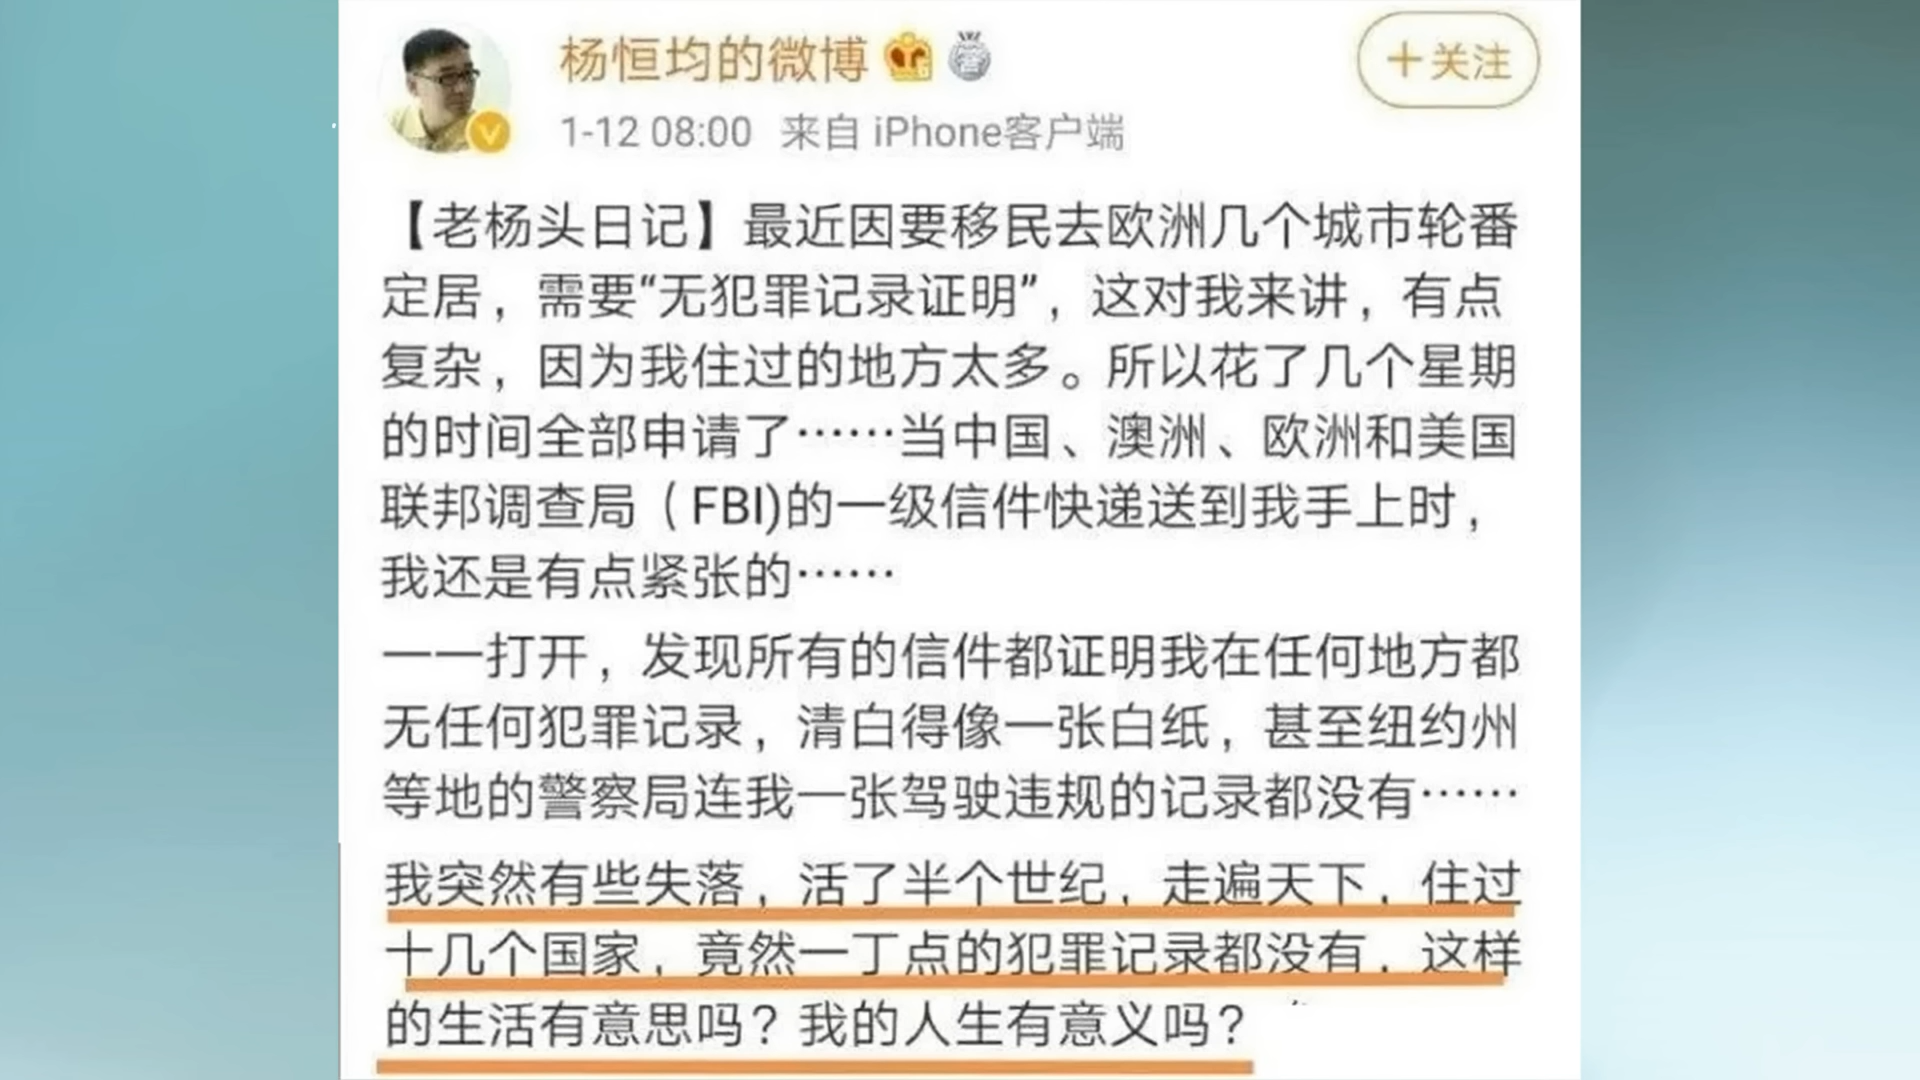 杨恒均的微博
+关注
1-12 08:00 来自 iPhone客户端
【老杨头日记】最近因要移民去欧洲几个城市轮番
定居，需要“无犯罪记录证明”，这对我来讲，有点
复杂，因为我住过的地方太多。所以花了几个星期
的时间全部申请了……当中国、澳洲、欧洲和美国
联邦调查局（FBI)的一级信件快递送到我手上时，
我还是有点紧张的……
一一打开，发现所有的信件都证明我在任何地方都
无任何犯罪记录，清白得像一张白纸，甚至纽约州
等地的警察局连我一张驾驶违规的记录都没有……
我突然有些失落，活了半个世纪，走遍天下，住过
十几个国家，竟然一丁点的犯罪记录都没有，这样
的生活有意思吗？我的人生有意义吗？